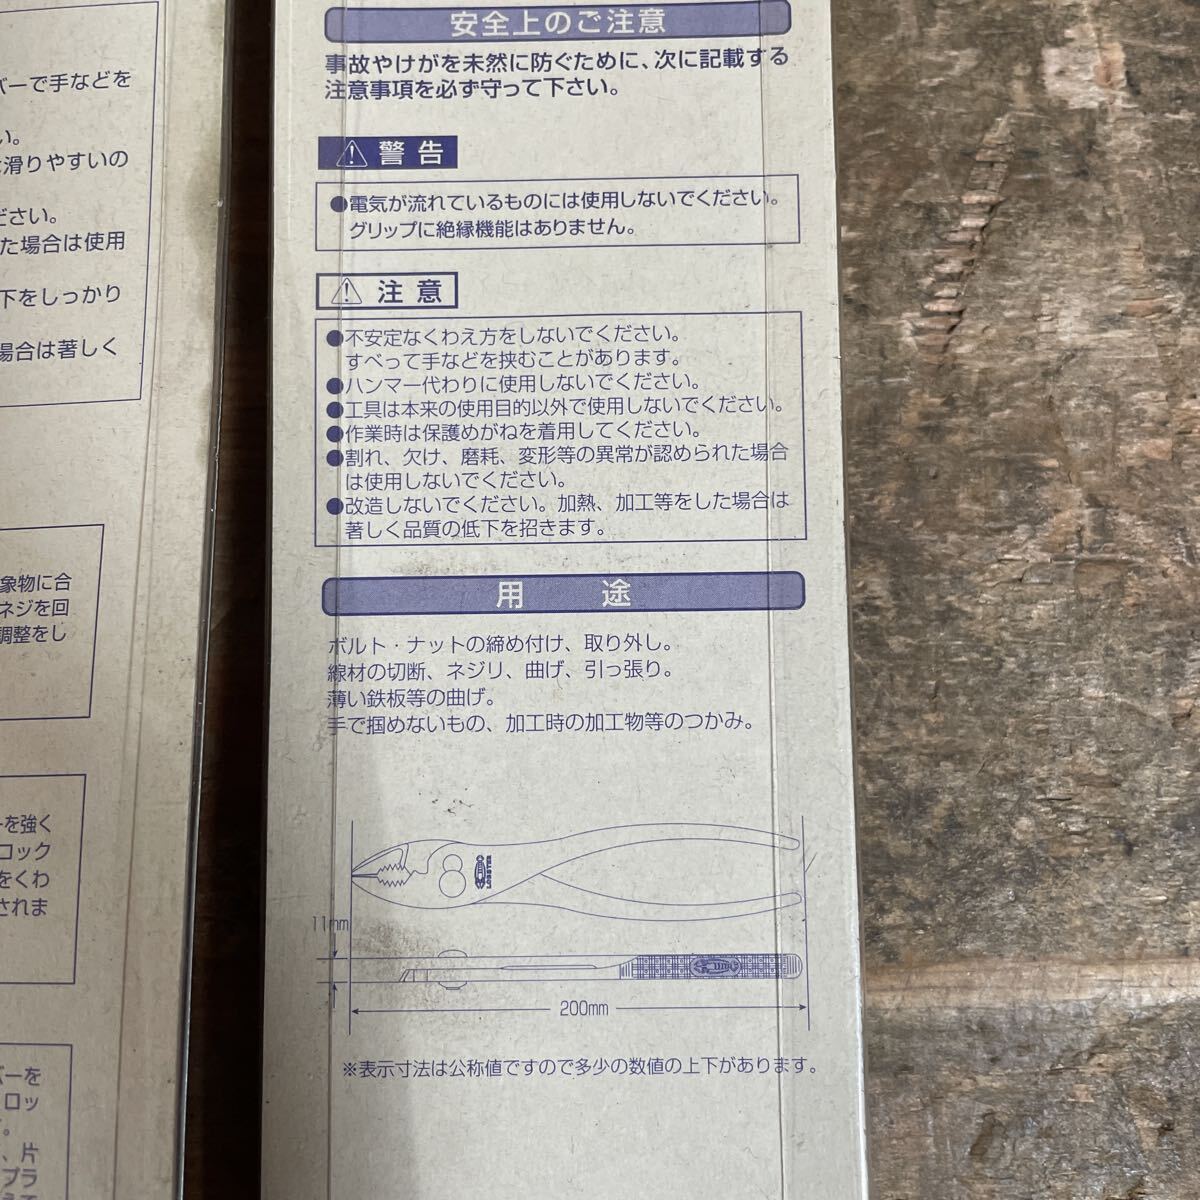 バーで手などを
い。
滑りやすいの
ださい。
た場合は使用
下をしっかり
場合は著しく
象物に合
ネジを回
調整をし
ーを強く
ロック
をくわ
されま
バーを
ロッ
。
、片
プラ
安全上のご注意
事故やけがを未然に防ぐために、次に記載する
注意事項を必ず守って下さい。
警告
●電気が流れているものには使用しないでください。
グリップに絶縁機能はありません。
注意
●不安定なくわえ方をしないでください。
すべって手などを挟むことがあります。
●ハンマー代わりに使用しないでください。
●工具は本来の使用目的以外で使用しないでください。
●作業時は保護めがねを着用してください。
●割れ、欠け、磨耗、変形等の異常が認められた場合
は使用しないでください。
●改造しないでください。加熱、加工等をした場合は
著しく品質の低下を招きます。
用途
ボルト・ナットの締め付け、取り外し。
線材の切断、ネジリ、曲げ、引っ張り。
薄い鉄板等の曲げ。
手で掴めないもの、加工時の加工物等のつかみ。
LOBSTER
11mm
200mm
※表示寸法は公称値ですので多少の数値の上下があります。